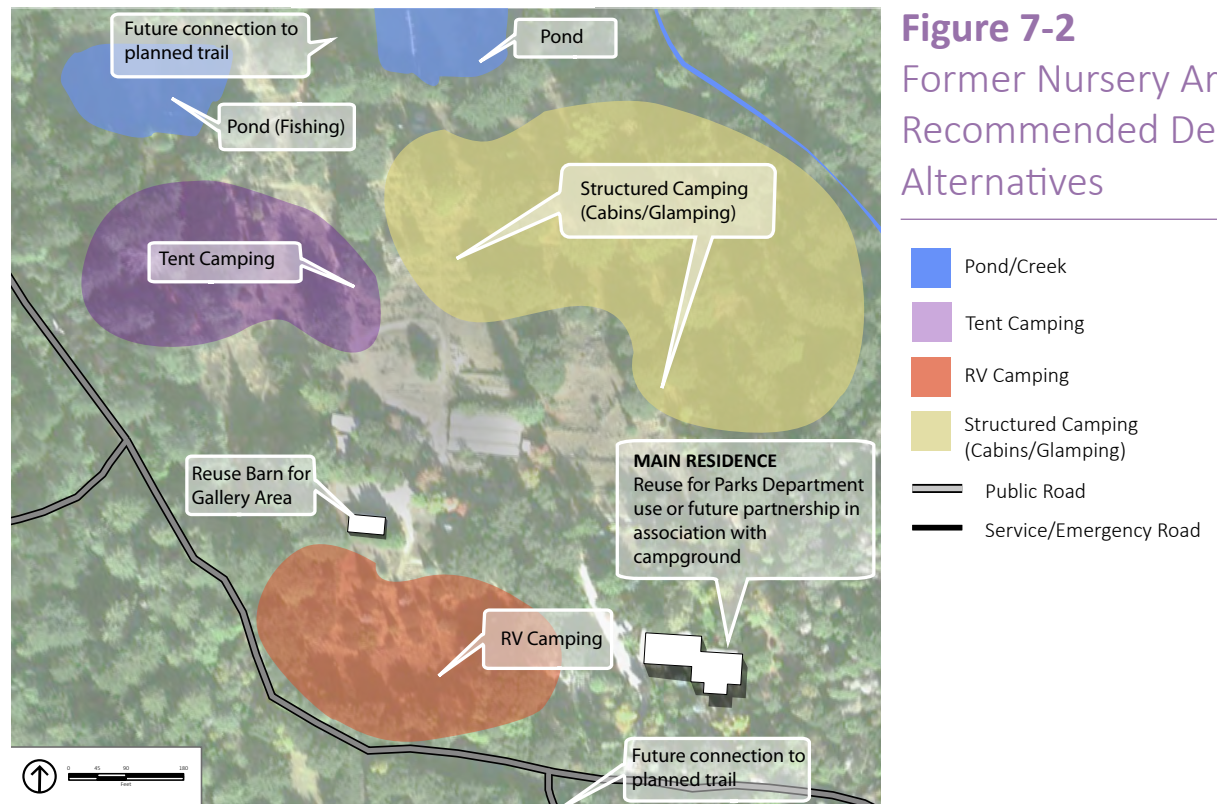 Future connection to
planned trail
Pond
Pond (Fishing)
Structured Camping
(Cabins/Glamping)
Tent Camping
Reuse Barn for
Gallery Area
MAIN RESIDENCE
Reuse for Parks Department
use or future partnership in
association with
campground
RV Camping
Future connection to
planned trail
0 45 90 180
Feet
Figure 7-2
Former Nursery Ar
Recommended De
Alternatives
Pond/Creek
Tent Camping
RV Camping
Structured Camping
(Cabins/Glamping)
Public Road
Service/Emergency Road